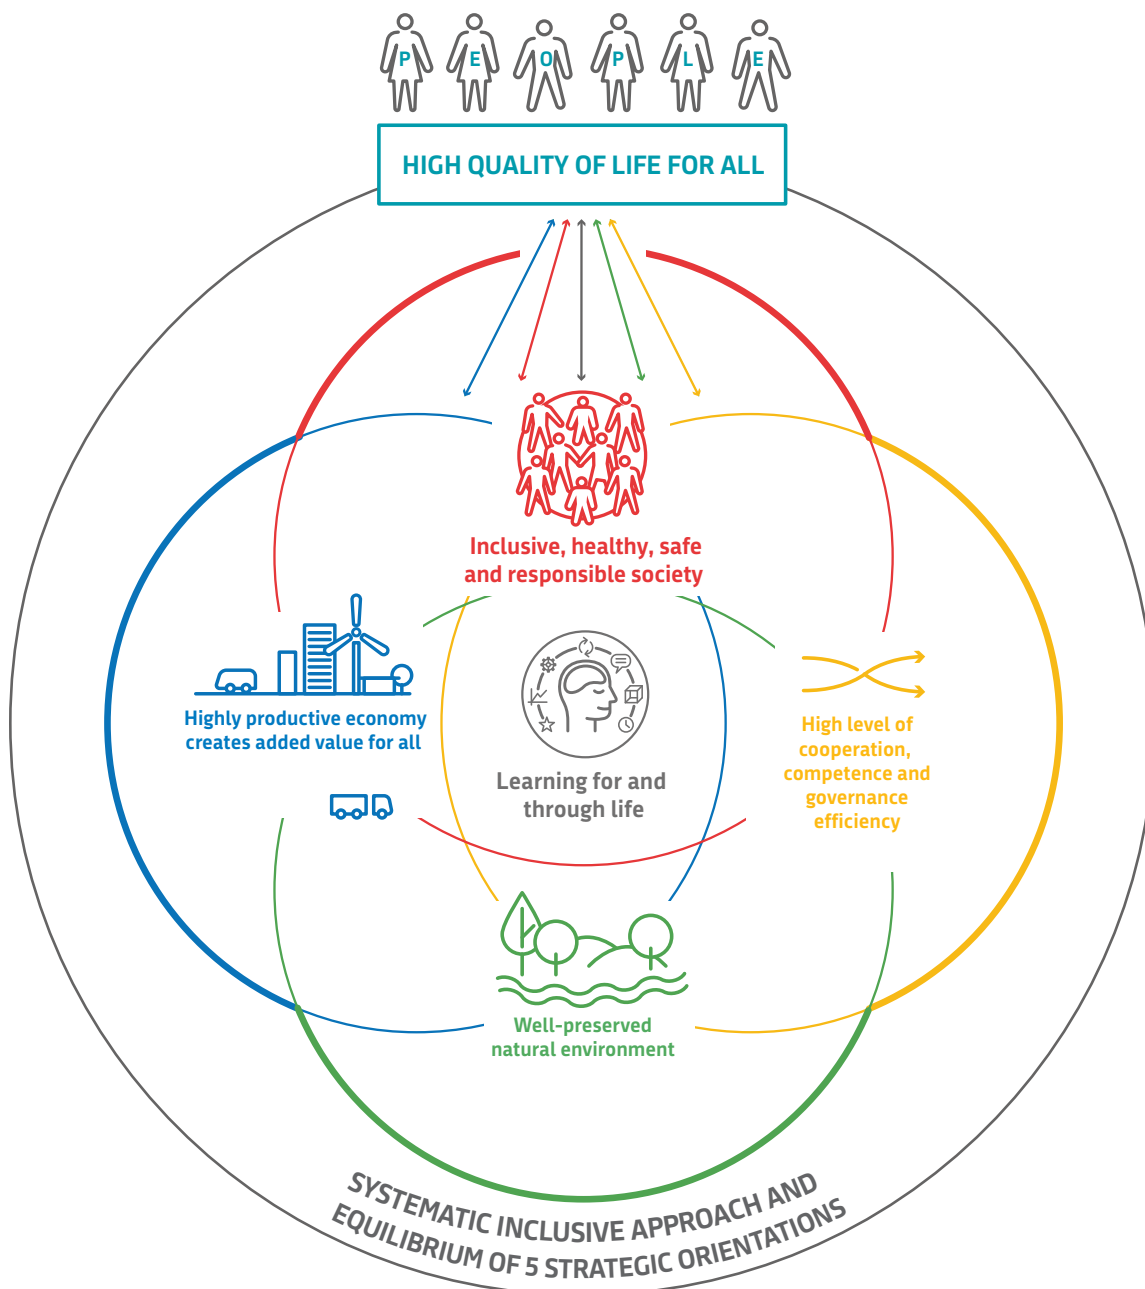 P E O P L E
HIGH QUALITY OF LIFE FOR ALL
Inclusive, healthy, safe
and responsible society
Highly productive economy
creates added value for all
Learning for and
through life
High level of
cooperation,
competence and
governance
efficiency
Well-preserved
natural environment
SYSTEMATIC INCLUSIVE APPROACH AND
EQUILIBRIUM OF 5 STRATEGIC ORIENTATIONS